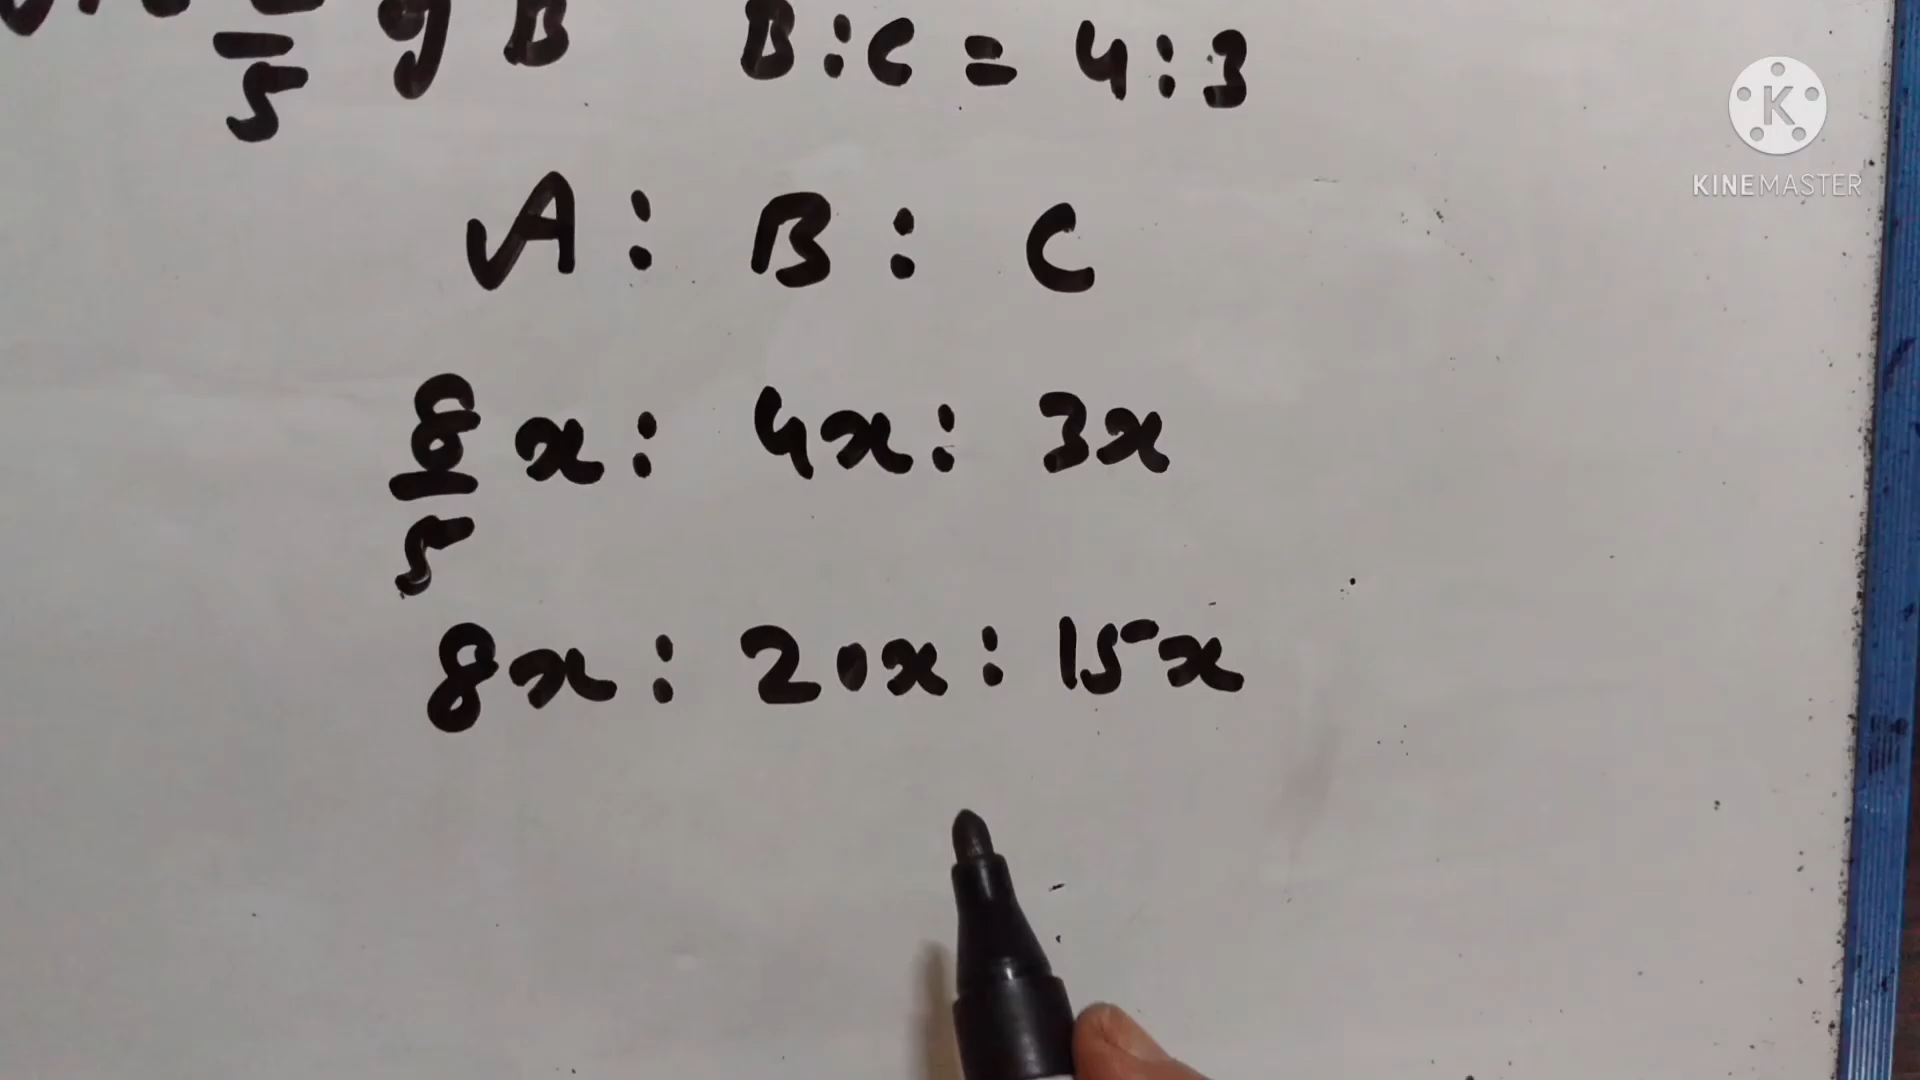 5 of B B:C = 4:3
K
KINEMASTER
A : B : C
8/5 x : 4x : 3x
8x : 20x : 15x